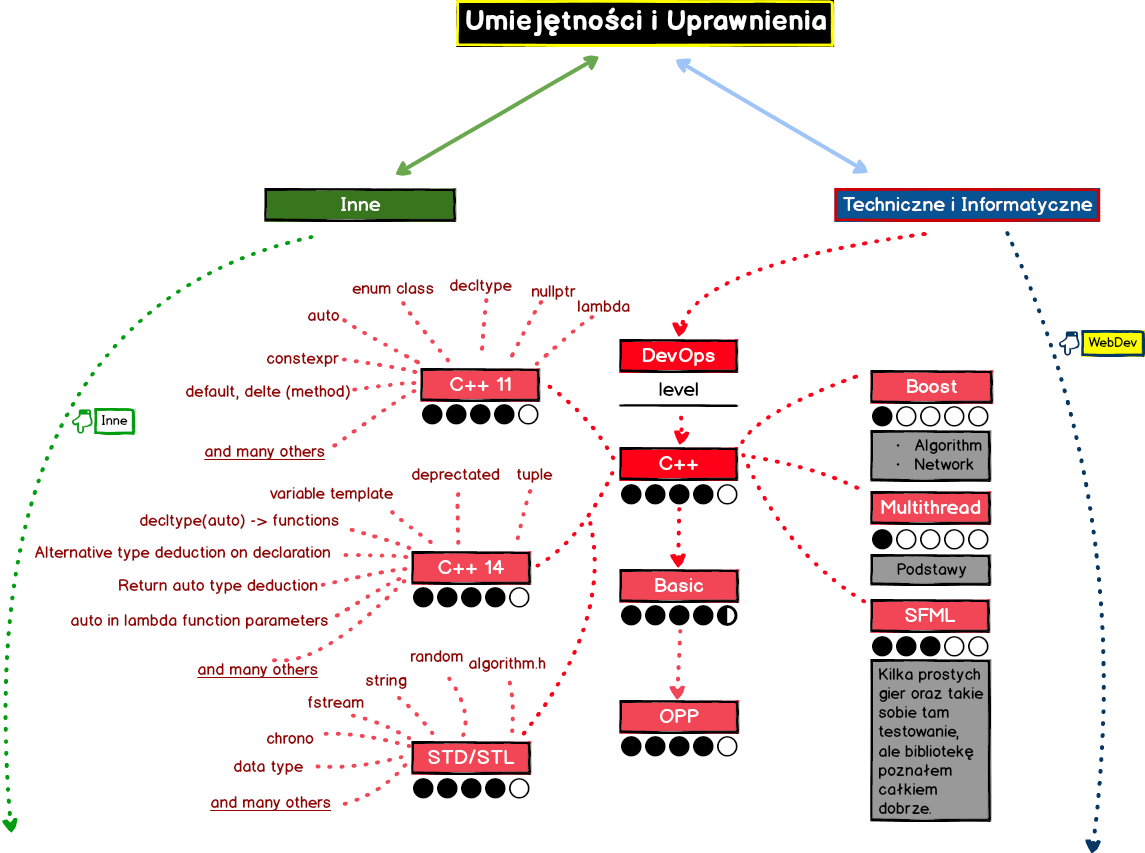 Umiejętności i Uprawnienia
Inne
Techniczne i Informatyczne
enum class
decltype
nullptr
lambda
auto
constexpr
default, delte (method)
and many others
C++ 11
Inne
DevOps
level
C++
Basic
OPP
WebDev
Boost
· Algorithm
· Network
Multithread
Podstawy
SFML
Kilka prostych
gier oraz takie
sobie tam
testowanie,
ale bibliotekę
poznałem
całkiem
dobrze.
deprectated
tuple
variable template
decltype(auto) -> functions
Alternative type deduction on declaration
Return auto type deduction
auto in lambda function parameters
and many others
C++ 14
random
algorithm.h
string
fstream
chrono
data type
and many others
STD/STL